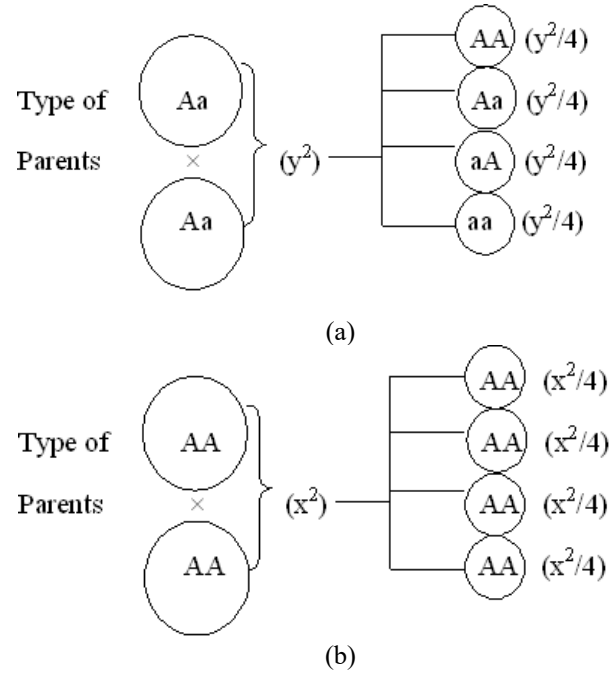 AA (y²/4)
Type of Aa Aa (y²/4)
Parents × (y²) aA (y²/4)
Aa aa (y²/4)
(a)
AA (x²/4)
Type of AA AA (x²/4)
Parents × (x²) AA (x²/4)
AA AA (x²/4)
(b)